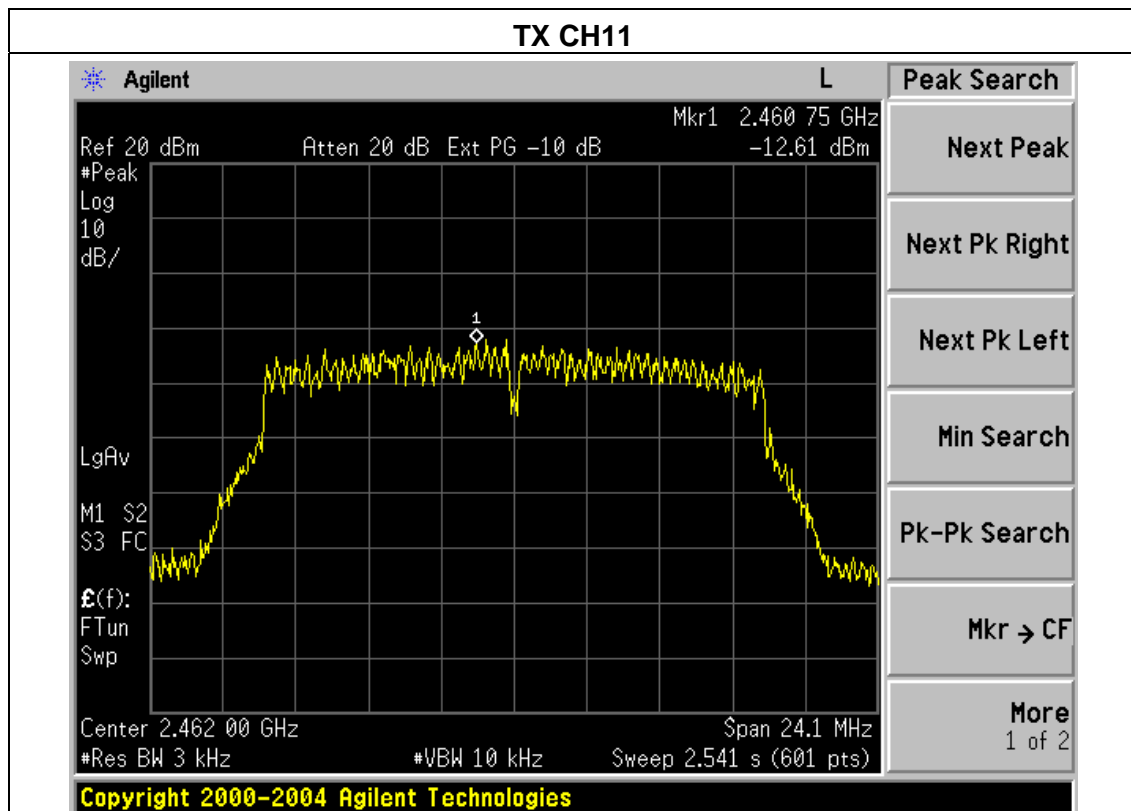 TX CH11
Agilent L Peak Search
Mkr1 2.460 75 GHz
Ref 20 dBm Atten 20 dB Ext PG -10 dB -12.61 dBm
#Peak
Log
10
dB/
1
LgAv
M1 S2
S3 FC
£(f):
FTun
Swp
Center 2.462 00 GHz Span 24.1 MHz
#Res BW 3 kHz #VBW 10 kHz Sweep 2.541 s (601 pts)
Next Peak
Next Pk Right
Next Pk Left
Min Search
Pk-Pk Search
Mkr → CF
More
1 of 2
Copyright 2000-2004 Agilent Technologies